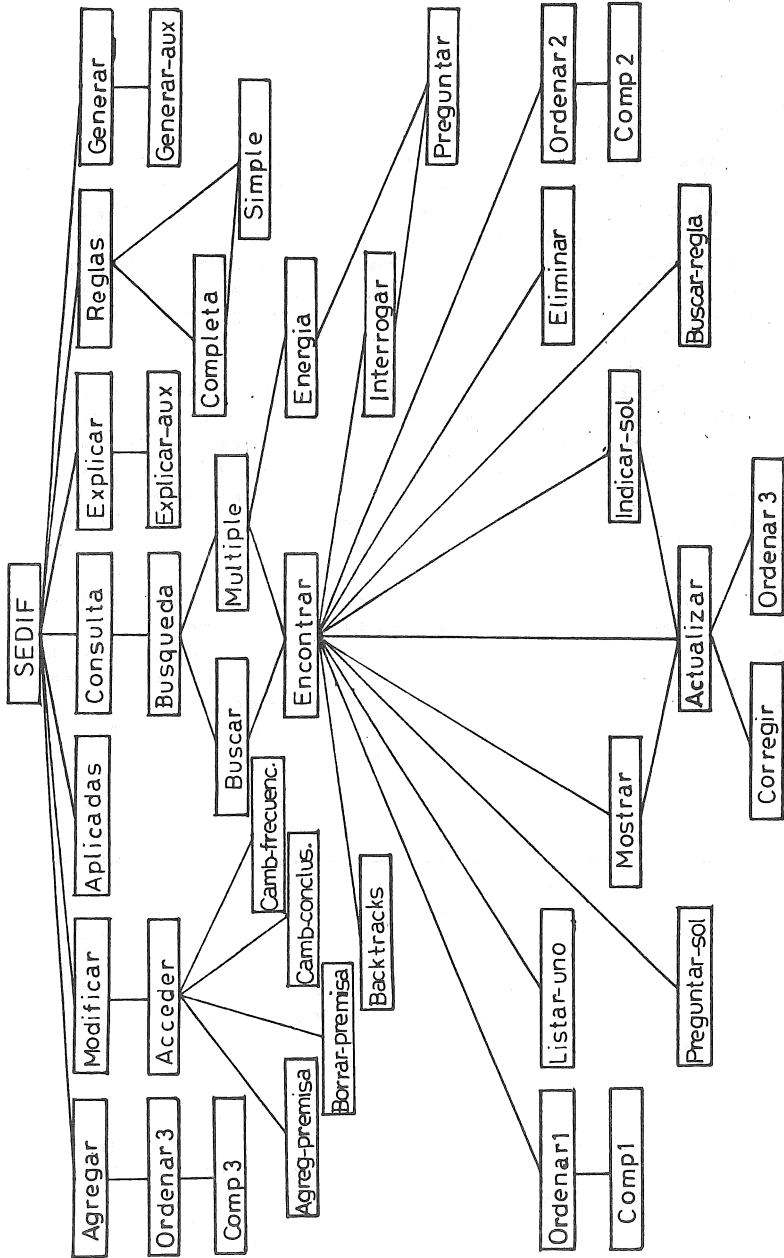 SEDIF
Agregar
Modificar
Aplicadas
Consulta
Explicar
Reglas
Generar
Ordenar3
Acceder
Busqueda
Explicar-aux
Generar-aux
Comp3
Buscar
Multiple
Completa
Simple
Camb-frecuenc.
Camb-conclus.
Agreg-premisa
Borrar-premisa
Encontrar
Energia
Backtracks
Interrogar
Preguntar
Ordenar1
Listar-uno
Eliminar
Ordenar2
Comp1
Mostrar
Indicar-sol
Comp2
Preguntar-sol
Actualizar
Buscar-regla
Corregir
Ordenar3